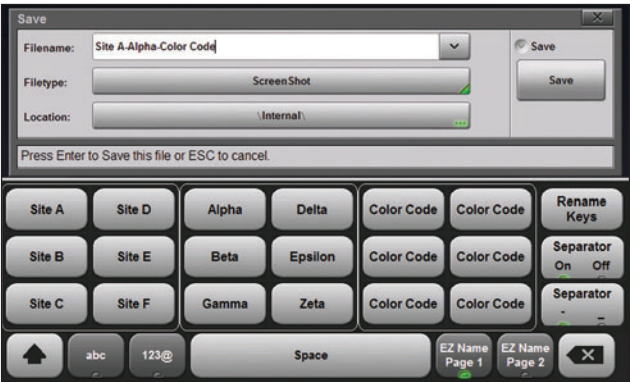 Save
Filename: Site A-Alpha-Color Code
Save
Filetype: ScreenShot
Save
Location: \Internal\
Press Enter to Save this file or ESC to cancel.
Site A Site D Alpha Delta Color Code Color Code Rename Keys
Site B Site E Beta Epsilon Color Code Color Code Separator On Off
Site C Site F Gamma Zeta Color Code Color Code Separator - _
abc 123@ Space EZ Name Page 1 EZ Name Page 2